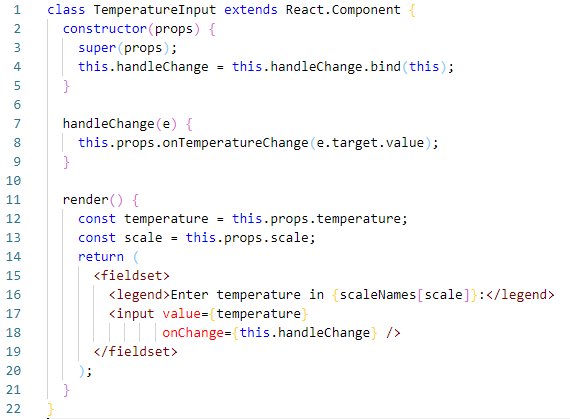 1 class TemperatureInput extends React.Component {
2 constructor(props) {
3 super(props);
4 this.handleChange = this.handleChange.bind(this);
5 }
6
7 handleChange(e) {
8 this.props.onTemperatureChange(e.target.value);
9 }
10
11 render() {
12 const temperature = this.props.temperature;
13 const scale = this.props.scale;
14 return (
15 <fieldset>
16 <legend>Enter temperature in {scaleNames[scale]}:</legend>
17 <input value={temperature}
18 onChange={this.handleChange} />
19 </fieldset>
20 );
21 }
22 }